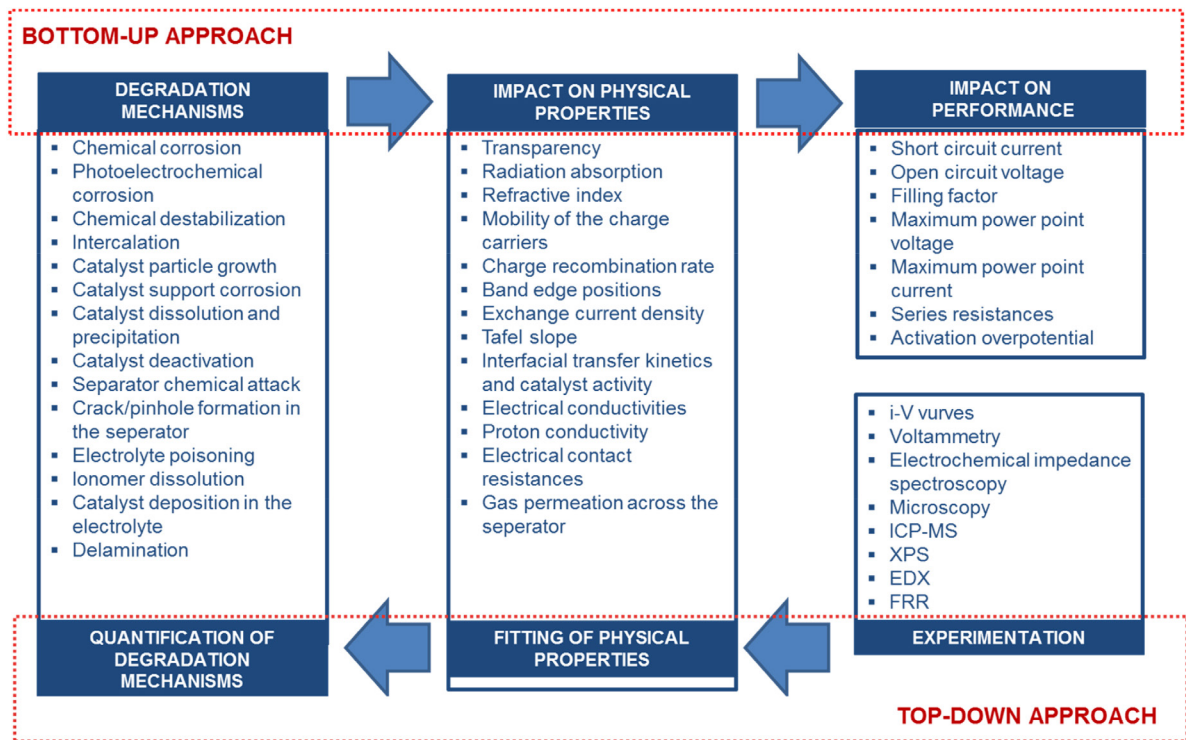 BOTTOM-UP APPROACH
DEGRADATION
MECHANISMS
▪ Chemical corrosion
▪ Photoelectrochemical
corrosion
▪ Chemical destabilization
▪ Intercalation
▪ Catalyst particle growth
▪ Catalyst support corrosion
▪ Catalyst dissolution and
precipitation
▪ Catalyst deactivation
▪ Separator chemical attack
▪ Crack/pinhole formation in
the seperator
▪ Electrolyte poisoning
▪ Ionomer dissolution
▪ Catalyst deposition in the
electrolyte
▪ Delamination
QUANTIFICATION OF
DEGRADATION
MECHANISMS
IMPACT ON PHYSICAL
PROPERTIES
▪ Transparency
▪ Radiation absorption
▪ Refractive index
▪ Mobility of the charge
carriers
▪ Charge recombination rate
▪ Band edge positions
▪ Exchange current density
▪ Tafel slope
▪ Interfacial transfer kinetics
and catalyst activity
▪ Electrical conductivities
▪ Proton conductivity
▪ Electrical contact
resistances
▪ Gas permeation across the
seperator
FITTING OF PHYSICAL
PROPERTIES
IMPACT ON
PERFORMANCE
▪ Short circuit current
▪ Open circuit voltage
▪ Filling factor
▪ Maximum power point
voltage
▪ Maximum power point
current
▪ Series resistances
▪ Activation overpotential
▪ i-V vurves
▪ Voltammetry
▪ Electrochemical impedance
spectroscopy
▪ Microscopy
▪ ICP-MS
▪ XPS
▪ EDX
▪ FRR
EXPERIMENTATION
TOP-DOWN APPROACH